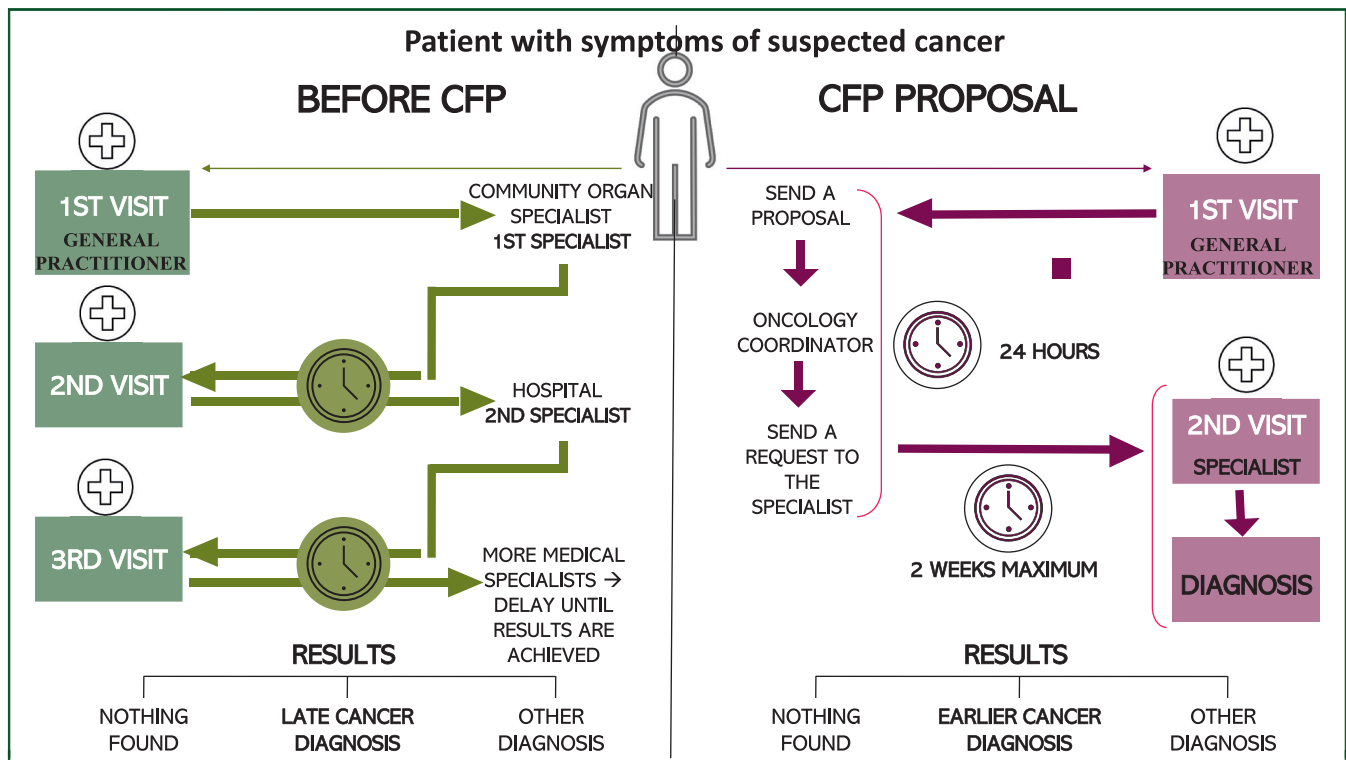 Patient with symptoms of suspected cancer
BEFORE CFP
1ST VISIT
GENERAL
PRACTITIONER
COMMUNITY ORGAN
SPECIALIST
1ST SPECIALIST
2ND VISIT
HOSPITAL
2ND SPECIALIST
3RD VISIT
MORE MEDICAL
SPECIALISTS →
DELAY UNTIL
RESULTS ARE
ACHIEVED
RESULTS
NOTHING
FOUND
LATE CANCER
DIAGNOSIS
OTHER
DIAGNOSIS
CFP PROPOSAL
1ST VISIT
GENERAL
PRACTITIONER
SEND A
PROPOSAL
ONCOLOGY
COORDINATOR
24 HOURS
SEND A
REQUEST TO
THE
SPECIALIST
2 WEEKS MAXIMUM
2ND VISIT
SPECIALIST
DIAGNOSIS
RESULTS
NOTHING
FOUND
EARLIER CANCER
DIAGNOSIS
OTHER
DIAGNOSIS